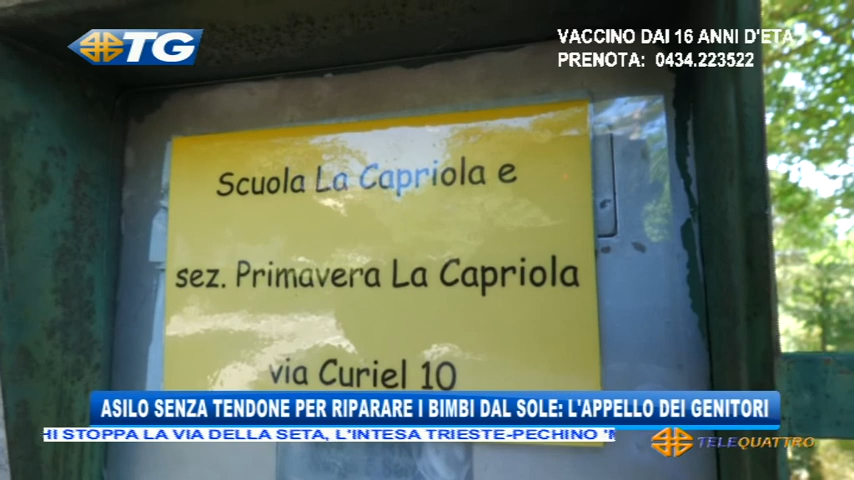 TG
VACCINO DAI 16 ANNI D'ETA'
PRENOTA: 0434.223522
Scuola La Capriola e
sez. Primavera La Capriola
via Curiel 10
ASILO SENZA TENDONE PER RIPARARE I BIMBI DAL SOLE: L'APPELLO DEI GENITORI
HI STOPPA LA VIA DELLA SETA, L'INTESA TRIESTE-PECHINO
TELEQUATTRO